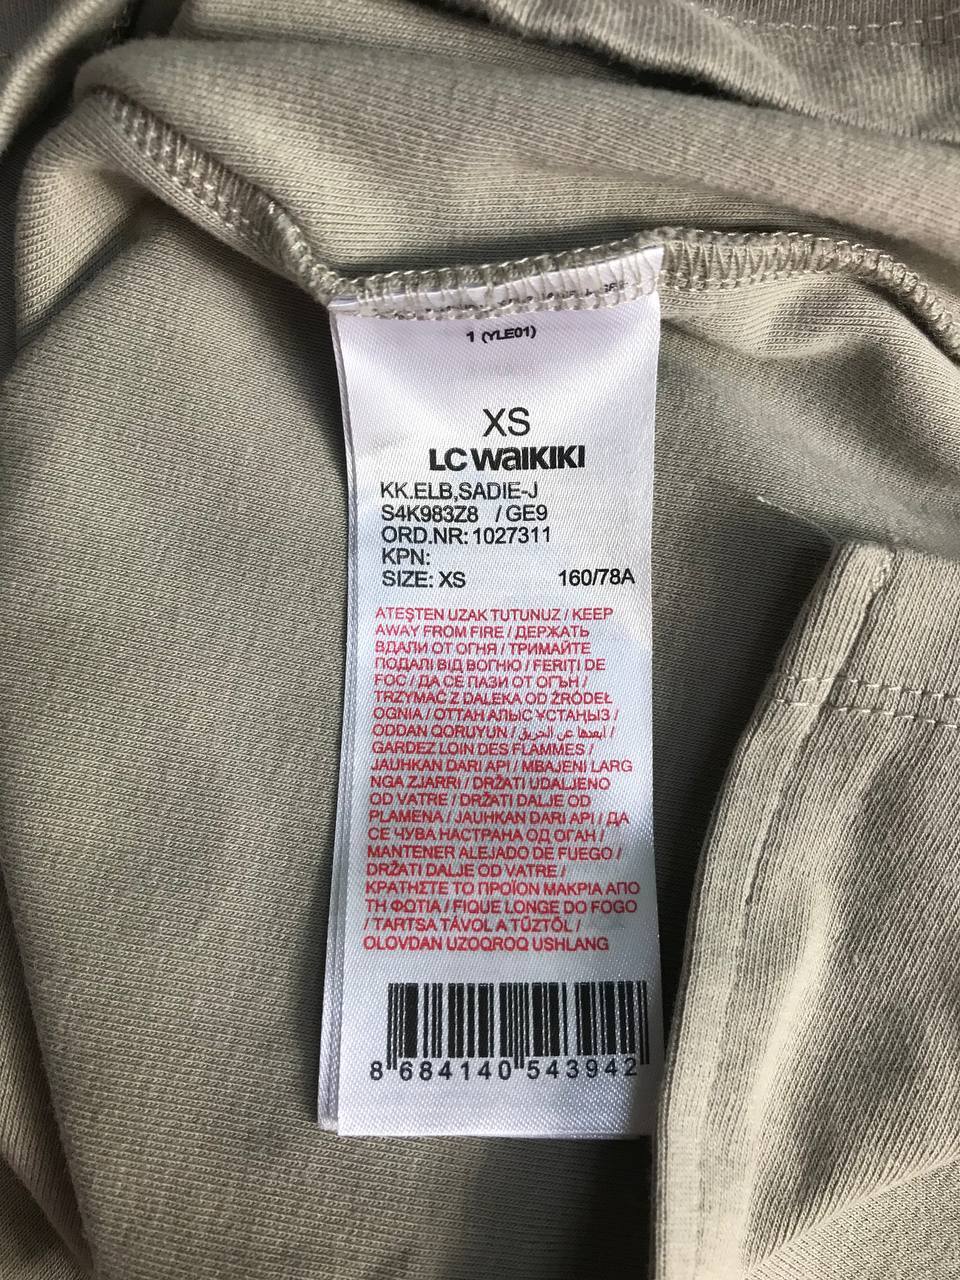 1 (YLE01)
XS
LC WAIKIKI
KK.ELB,SADIE-J
S4K983Z8 / GE9
ORD.NR: 1027311
KPN:
SIZE: XS 160/78A
ATEŞTEN UZAK TUTUNUZ / KEEP
AWAY FROM FIRE / ДЕРЖАТЬ
ВДАЛИ ОТ ОГНЯ / ТРИМАЙТЕ
ПОДАЛІ ВІД ВОГНЮ / FERITI DE
FOC / ДА СЕ ПАЗИ ОТ ОГЪН /
TRZYMAĆ Z DALEKA OD ŹRÓDEŁ
OGNIA / ОТТАН АЛЫС ҰСТАҢЫЗ /
ODDAN QORUYUN / ابعدها عن الحريق /
GARDEZ LOIN DES FLAMMES /
JAUHKAN DARI API / MBAJENI LARG
NGA ZJARRI / DRŽATI UDALJENO
OD VATRE / DRŽATI DALJE OD
PLAMENA / JAUHKAN DARI API / ДА
СЕ ЧУВА НАСТРАНА ОД ОГАН /
MANTENER ALEJADO DE FUEGO /
DRŽATI DALJE OD VATRE /
ΚΡΑΤΗΣΤΕ ΤΟ ΠΡΟΪΟΝ ΜΑΚΡΙΑ ΑΠΟ
ΤΗ ΦΩΤΙΑ / FIQUE LONGE DO FOGO
/ TARTSA TÁVOL A TŰZTŐL /
OLOVDAN UZOQROQ USHLANG
8 684140 543942